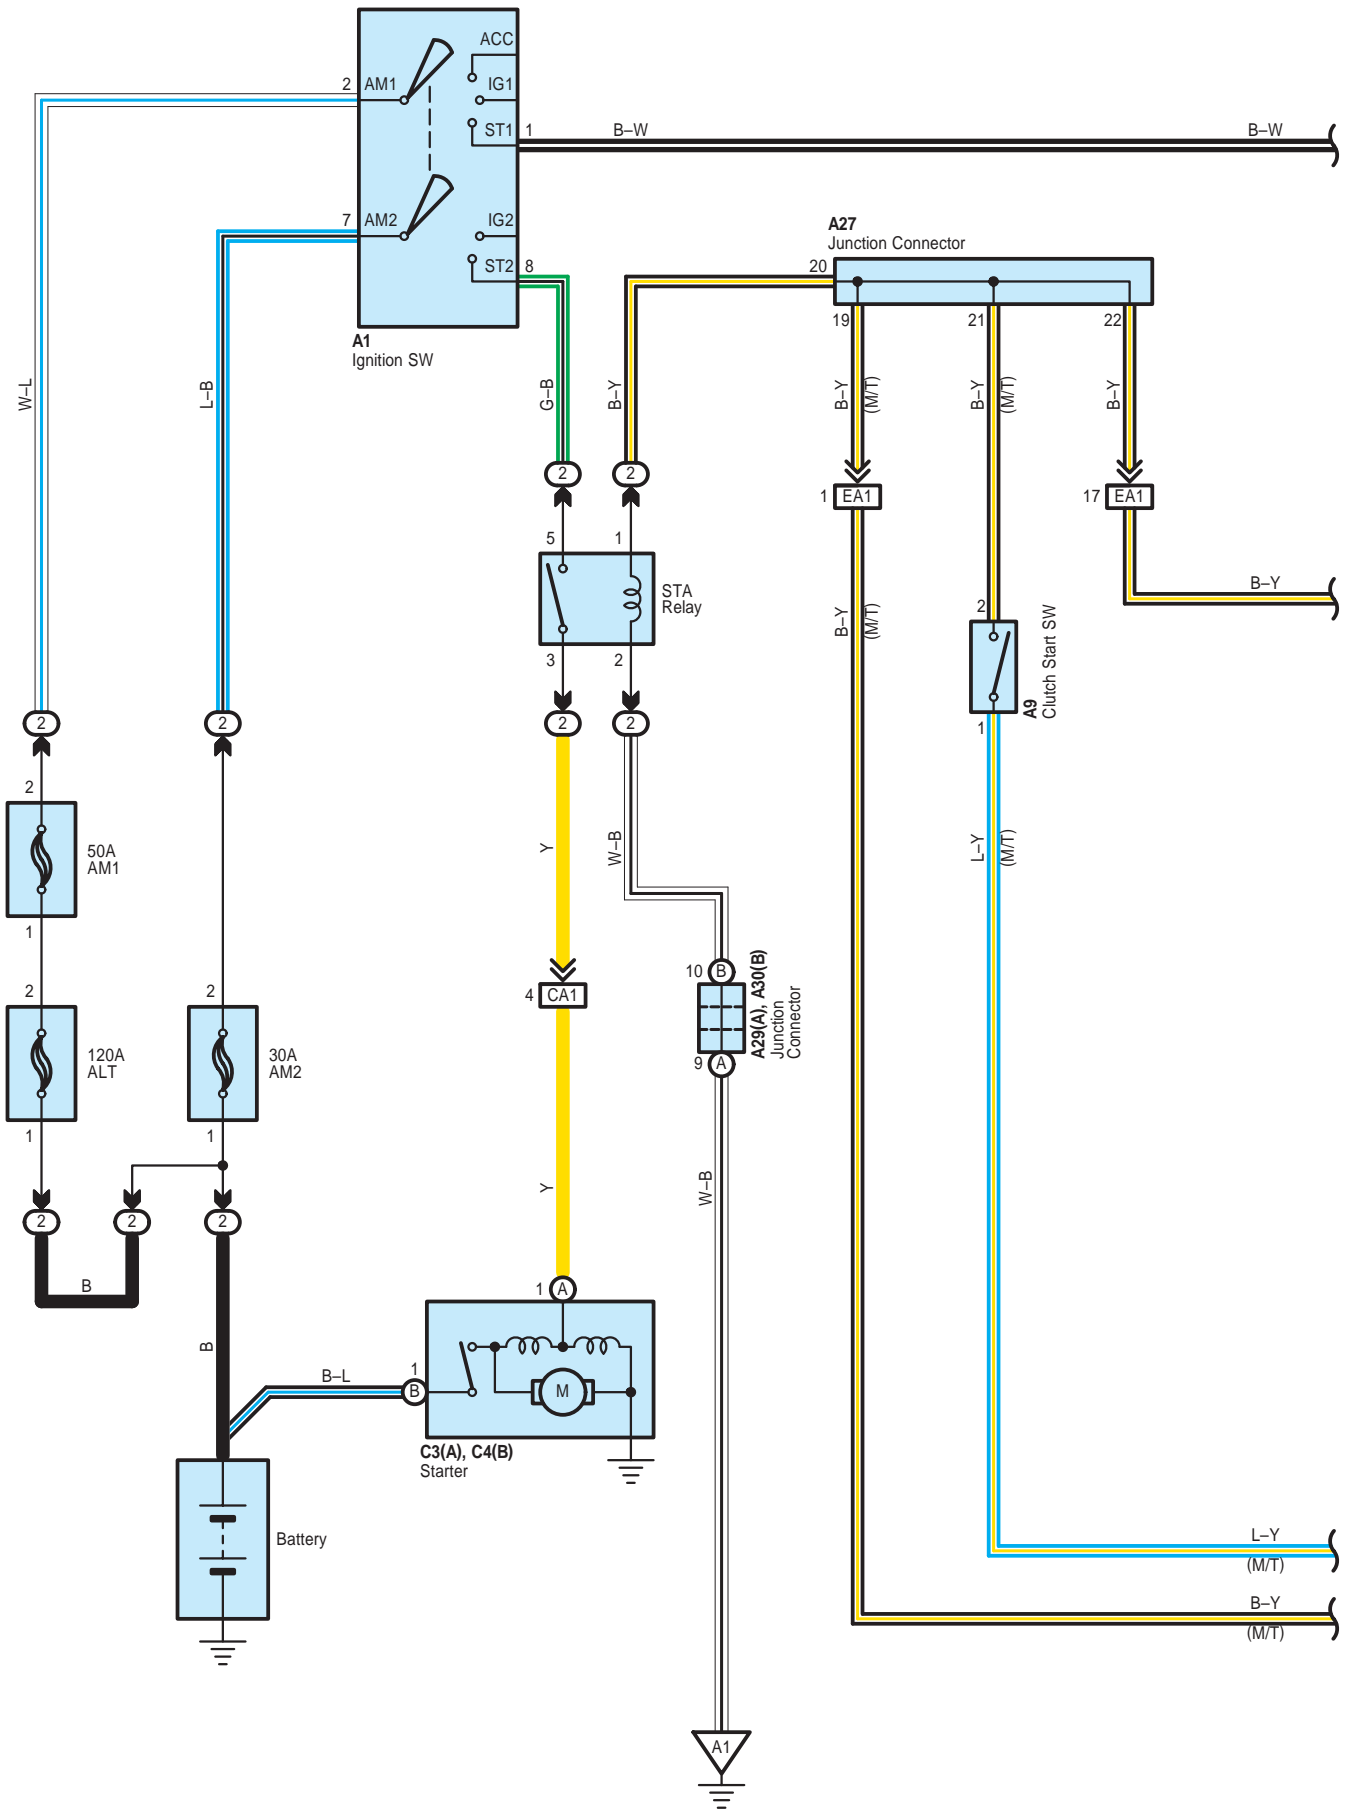 ACC
2 AM1 IG1
ST1 1 B–W B–W
7 AM2 IG2
ST2 8
A1
Ignition SW
A27
Junction Connector
20
19 21 22
W–L
L–B
G–B
B–Y
B–Y
(M/T)
B–Y
(M/T)
B–Y
2 2
1 EA1
17 EA1
5 1
STA
Relay
3 2
B–Y
(M/T)
B–Y
2
A9
Clutch Start SW
1
2 2 2 2
2
50A
AM1
1
Y
W–B
L–Y
(M/T)
2 2
120A
ALT
30A
AM2
1 1
4 CA1
10 B
A29(A), A30(B)
Junction
Connector
9 A
2 2 2
B
B
Y
W–B
1 A
B–L
1
B
M
C3(A), C4(B)
Starter
Battery
L–Y
(M/T)
B–Y
(M/T)
A1